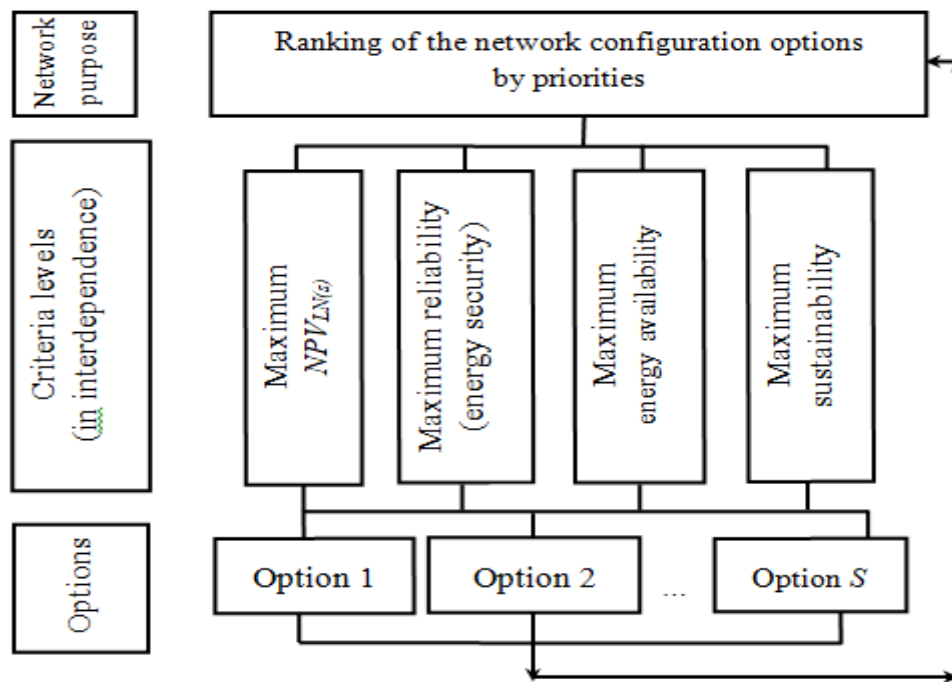 Network
purpose
Ranking of the network configuration options
by priorities
Criteria levels
(in interdependence)
Maximum
NPV_LN(s)
Maximum reliability
(energy security)
Maximum
energy availability
Maximum
sustainability
Options
Option 1
Option 2
...
Option S